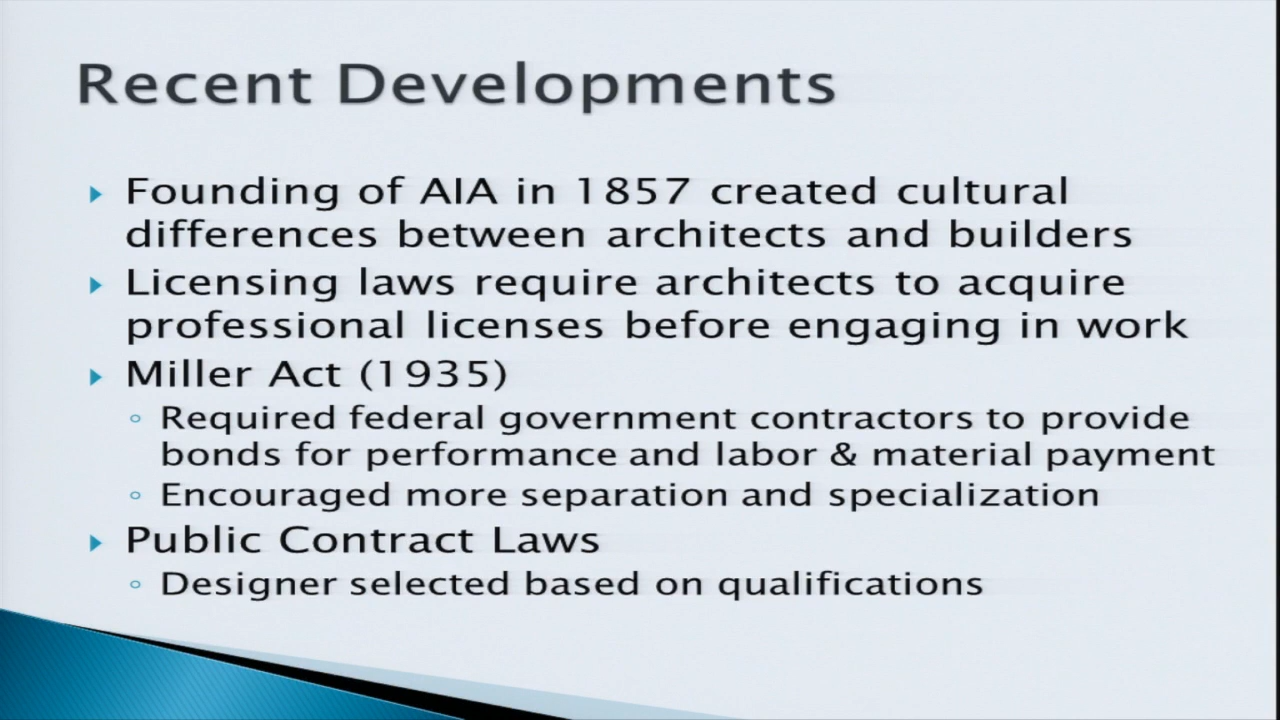 Recent Developments
Founding of AIA in 1857 created cultural
differences between architects and builders
Licensing laws require architects to acquire
professional licenses before engaging in work
Miller Act (1935)
Required federal government contractors to provide
bonds for performance and labor & material payment
Encouraged more separation and specialization
Public Contract Laws
Designer selected based on qualifications